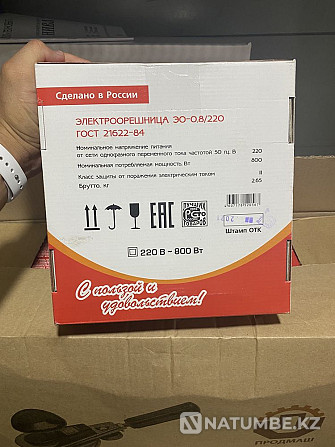 Сделано в России
ЭЛЕКТРООРЕШНИЦА ЭО-0,8/220
ГОСТ 21622-84
Номинальное напряжение питания
от сети однофазного переменного тока частотой 50 гц, В 220
Номинальная потребляемая мощность, Вт 800
Класс защиты от поражения электрическим током II
Брутто, кг 2.65
ЕАС
220 В ~ 800 Вт
Штамп ОТК
С пользой и
удовольствием!
ПРОДМАШ
NATUMBE.KZ